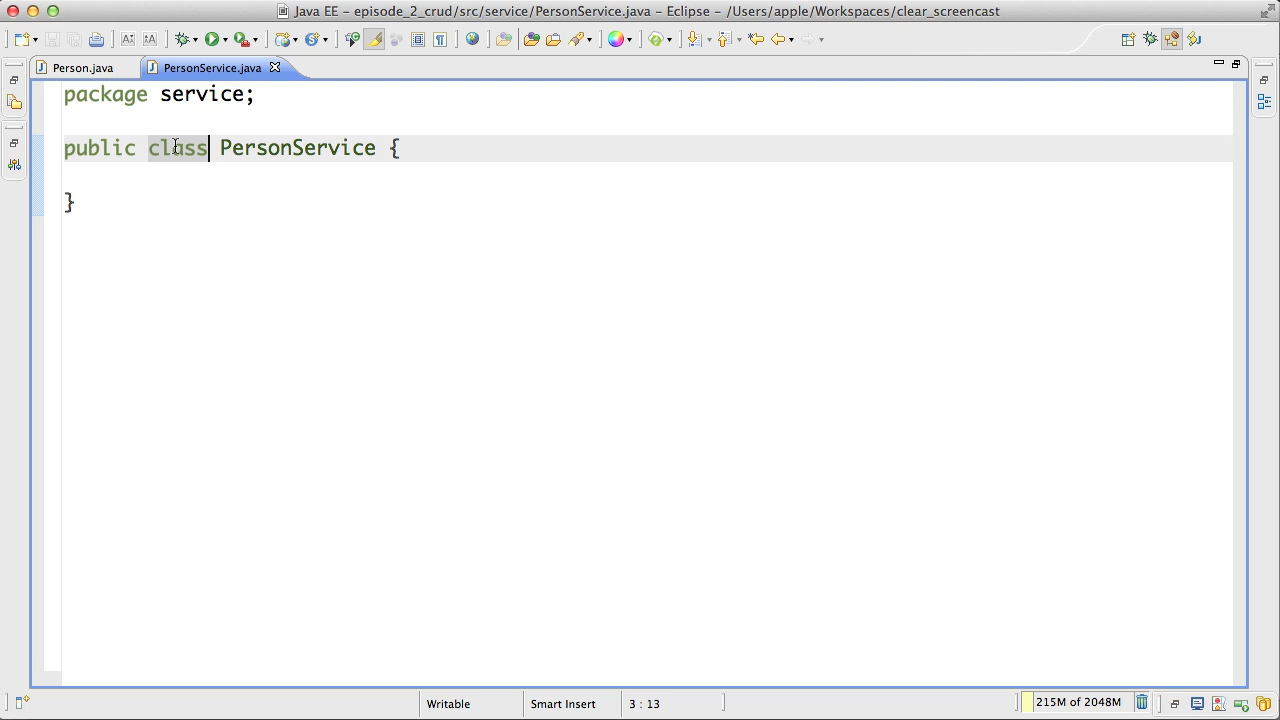 Java EE - episode_2_crud/src/service/PersonService.java - Eclipse - /Users/apple/Workspaces/clear_screencast
Person.java
PersonService.java
package service;
public class PersonService {
}
Writable
Smart Insert
3 : 13
215M of 2048M